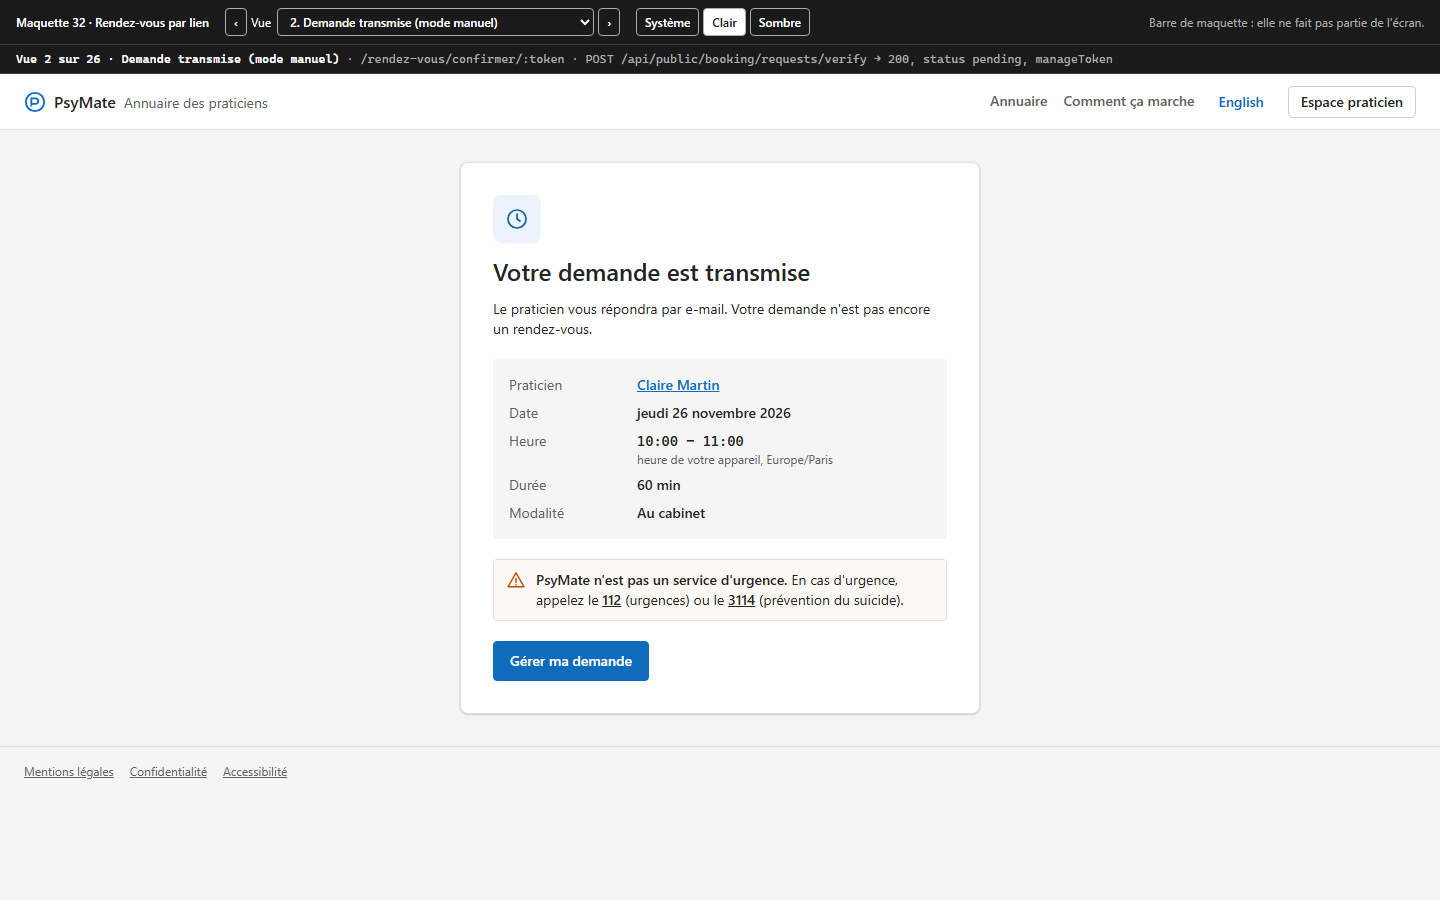 Maquette 32 · Rendez-vous par lien
‹
Vue
2. Demande transmise (mode manuel)
›
Système
Clair
Sombre
Barre de maquette : elle ne fait pas partie de l'écran.
Vue 2 sur 26 · Demande transmise (mode manuel) · /rendez-vous/confirmer/:token · POST /api/public/booking/requests/verify → 200, status pending, manageToken
PsyMate Annuaire des praticiens
Annuaire
Comment ça marche
English
Espace praticien
Votre demande est transmise
Le praticien vous répondra par e-mail. Votre demande n'est pas encore
un rendez-vous.
Praticien Claire Martin
Date jeudi 26 novembre 2026
Heure 10:00 – 11:00
heure de votre appareil, Europe/Paris
Durée 60 min
Modalité Au cabinet
PsyMate n'est pas un service d'urgence. En cas d'urgence,
appelez le 112 (urgences) ou le 3114 (prévention du suicide).
Gérer ma demande
Mentions légales Confidentialité Accessibilité